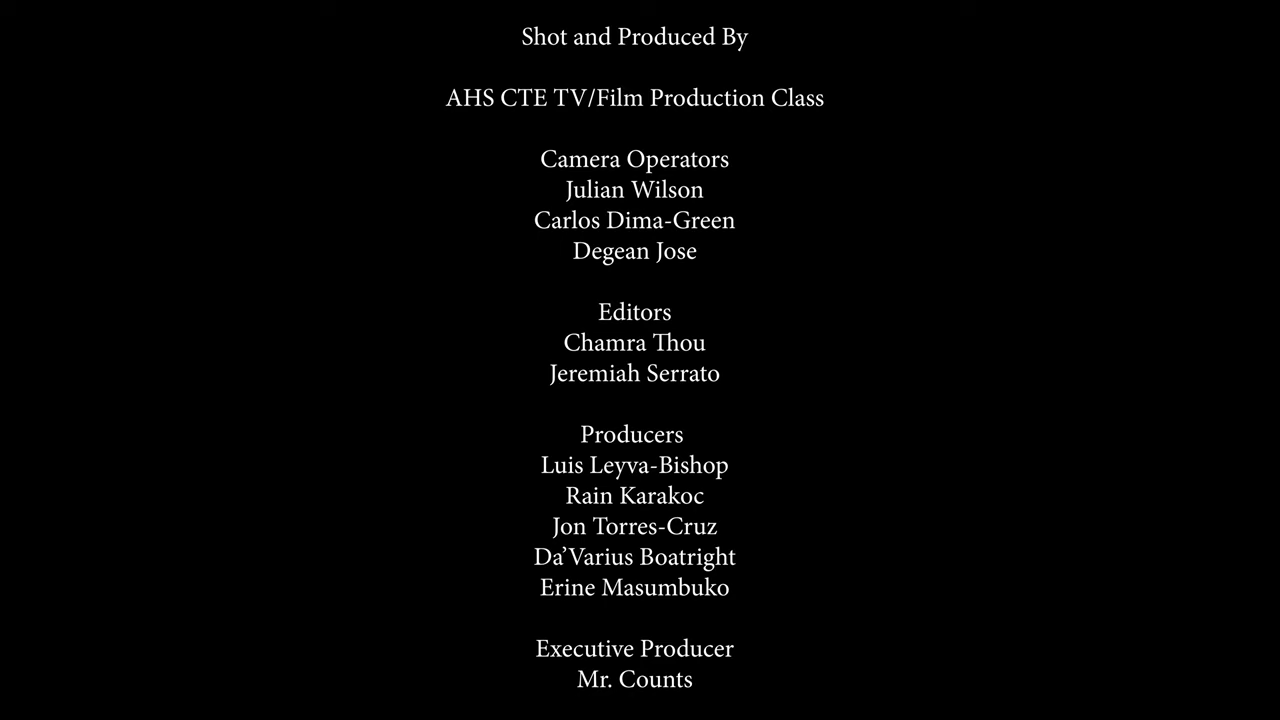 Shot and Produced By
AHS CTE TV/Film Production Class
Camera Operators
Julian Wilson
Carlos Dima-Green
Degean Jose
Editors
Chamra Thou
Jeremiah Serrato
Producers
Luis Leyva-Bishop
Rain Karakoc
Jon Torres-Cruz
Da’Varius Boatright
Erine Masumbuko
Executive Producer
Mr. Counts